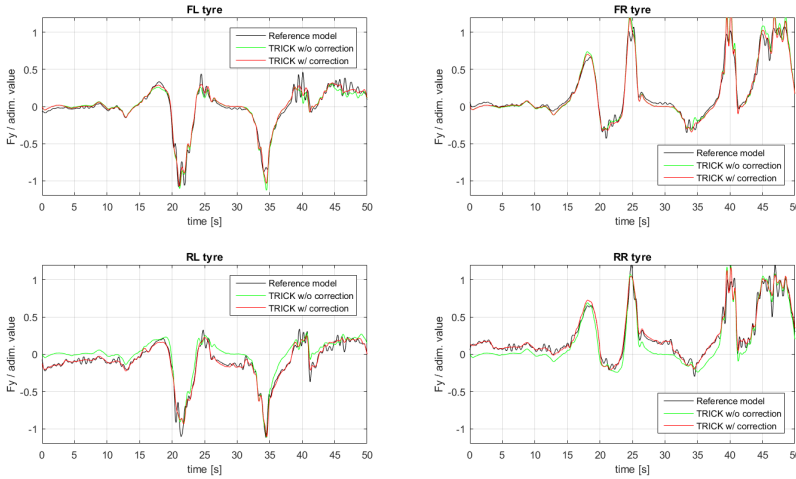 FL tyre
1
0.5
0
-0.5
-1
Fy / adim. value
0 5 10 15 20 25 30 35 40 45 50
time [s]
Reference model
TRICK w/o correction
TRICK w/ correction
FR tyre
1
0.5
0
-0.5
-1
Fy / adim. value
0 5 10 15 20 25 30 35 40 45 50
time [s]
Reference model
TRICK w/o correction
TRICK w/ correction
RL tyre
1
0.5
0
-0.5
-1
Fy / adim. value
0 5 10 15 20 25 30 35 40 45 50
time [s]
Reference model
TRICK w/o correction
TRICK w/ correction
RR tyre
1
0.5
0
-0.5
-1
Fy / adim. value
0 5 10 15 20 25 30 35 40 45 50
time [s]
Reference model
TRICK w/o correction
TRICK w/ correction